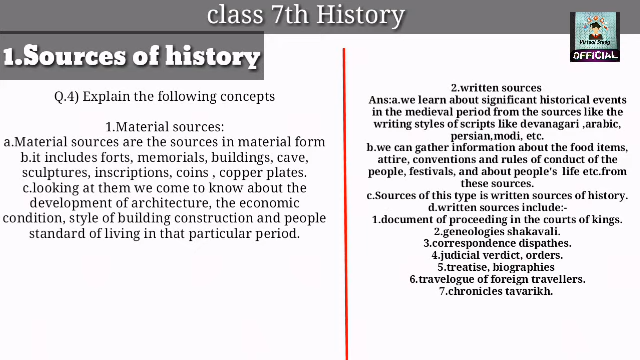 class 7th History
Virtual Study
OFFICIAL
1.Sources of history
Q.4) Explain the following concepts
1.Material sources:
a.Material sources are the sources in material form
b.it includes forts, memorials, buildings, cave,
sculptures, inscriptions, coins , copper plates.
c.looking at them we come to know about the
development of architecture, the economic
condition, style of building construction and people
standard of living in that particular period.
2.written sources
Ans:a.we learn about significant historical events
in the medieval period from the sources like the
writing styles of scripts like devanagari ,arabic,
persian,modi, etc.
b.we can gather information about the food items,
attire, conventions and rules of conduct of the
people, festivals, and about people's life etc.from
these sources.
c.Sources of this type is written sources of history.
d.written sources include:-
1.document of proceeding in the courts of kings.
2.geneologies shakavali.
3.correspondence dispathes.
4.judicial verdict, orders.
5.treatise, biographies
6.travelogue of foreign travellers.
7.chronicles tavarikh.